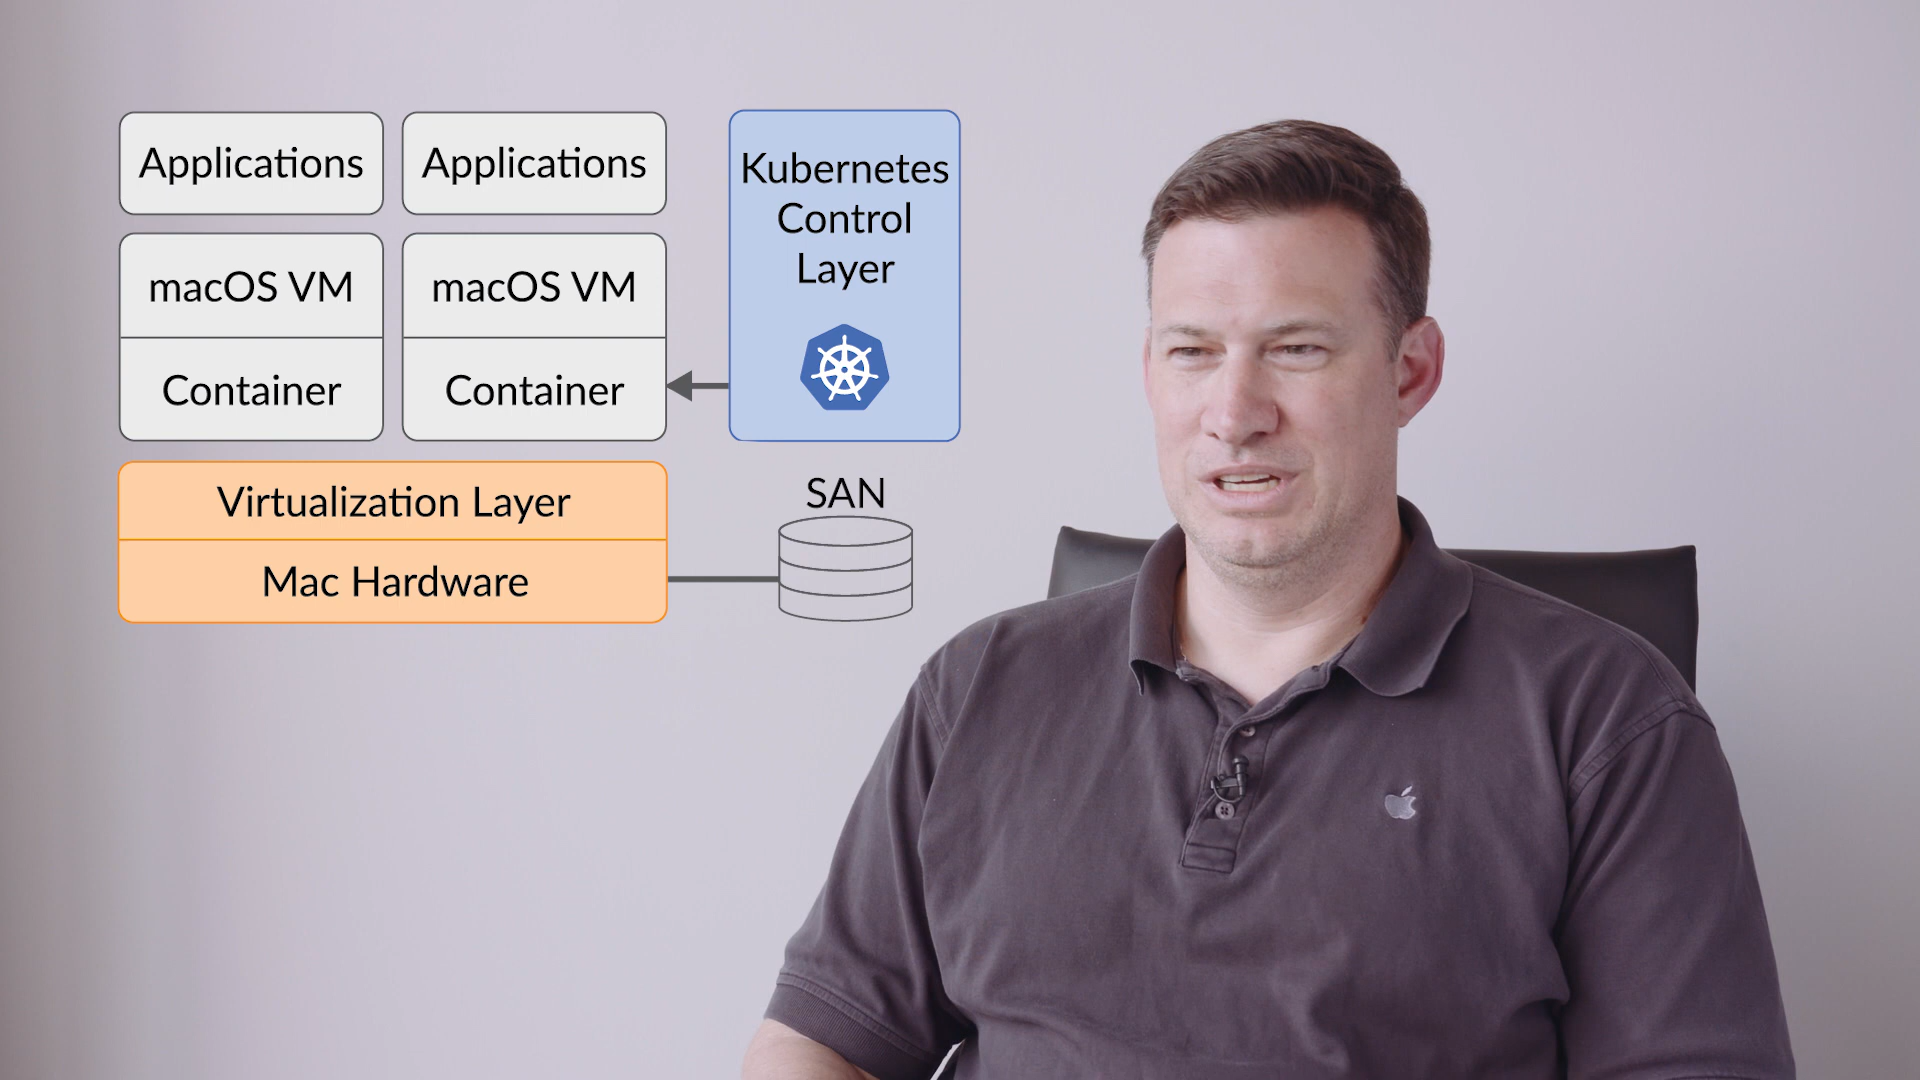 Applications
Applications
macOS VM
macOS VM
Container
Container
Kubernetes
Control
Layer
Virtualization Layer
Mac Hardware
SAN